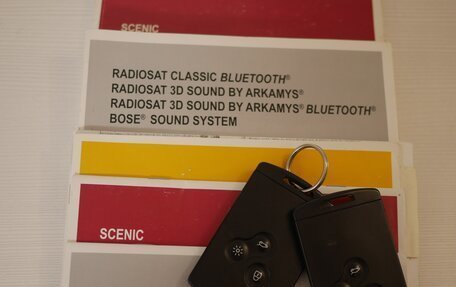 SCENIC
RADIOSAT CLASSIC BLUETOOTH®
RADIOSAT 3D SOUND BY ARKAMYS®
RADIOSAT 3D SOUND BY ARKAMYS® BLUETOOTH®
BOSE® SOUND SYSTEM
SCENIC